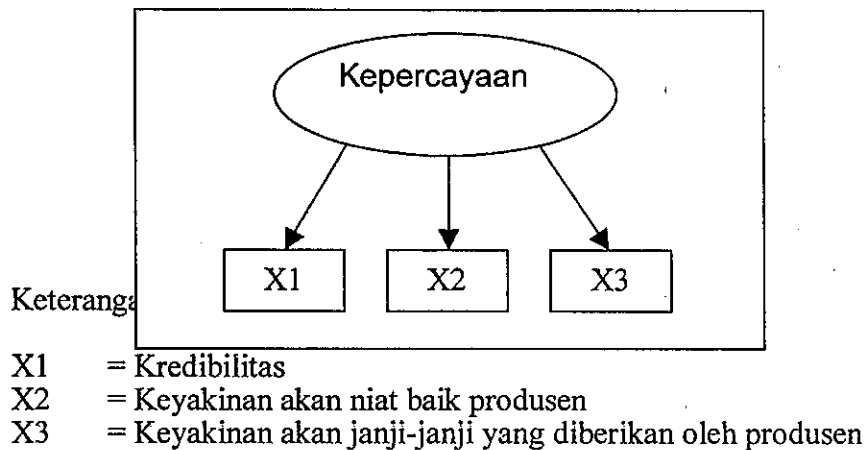 Kepercayaan
X1 X2 X3
Keteranga
X1 = Kredibilitas
X2 = Keyakinan akan niat baik produsen
X3 = Keyakinan akan janji-janji yang diberikan oleh produsen